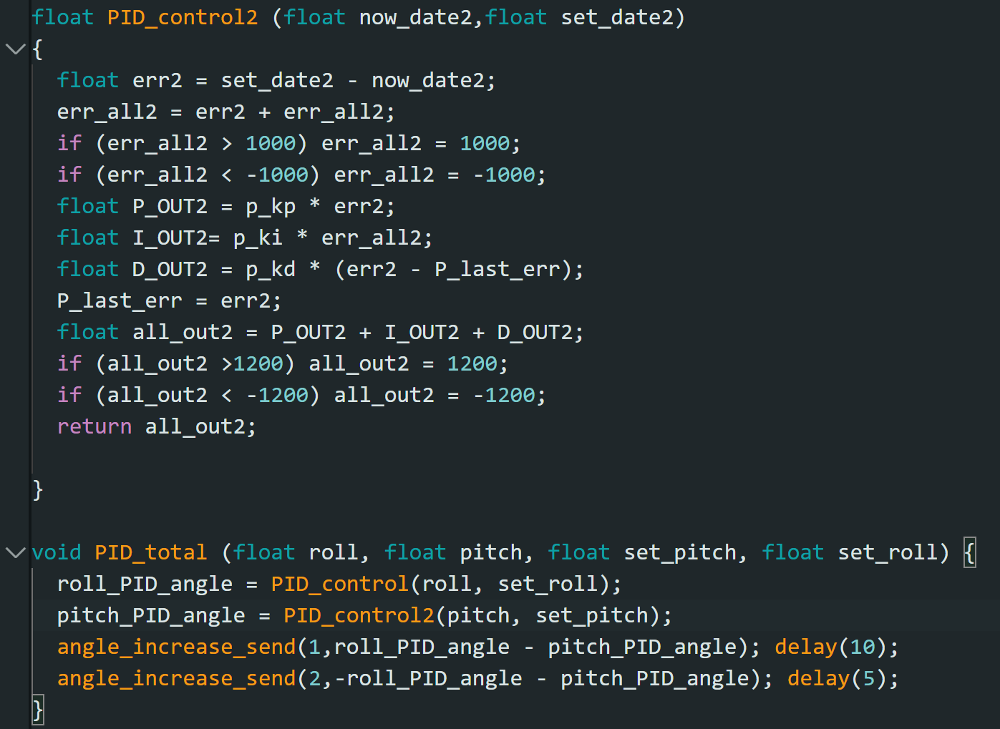 float PID_control2 (float now_date2,float set_date2)
{
float err2 = set_date2 - now_date2;
err_all2 = err2 + err_all2;
if (err_all2 > 1000) err_all2 = 1000;
if (err_all2 < -1000) err_all2 = -1000;
float P_OUT2 = p_kp * err2;
float I_OUT2= p_ki * err_all2;
float D_OUT2 = p_kd * (err2 - P_last_err);
P_last_err = err2;
float all_out2 = P_OUT2 + I_OUT2 + D_OUT2;
if (all_out2 >1200) all_out2 = 1200;
if (all_out2 < -1200) all_out2 = -1200;
return all_out2;
}
void PID_total (float roll, float pitch, float set_pitch, float set_roll) {
roll_PID_angle = PID_control(roll, set_roll);
pitch_PID_angle = PID_control2(pitch, set_pitch);
angle_increase_send(1,roll_PID_angle - pitch_PID_angle); delay(10);
angle_increase_send(2,-roll_PID_angle - pitch_PID_angle); delay(5);
}